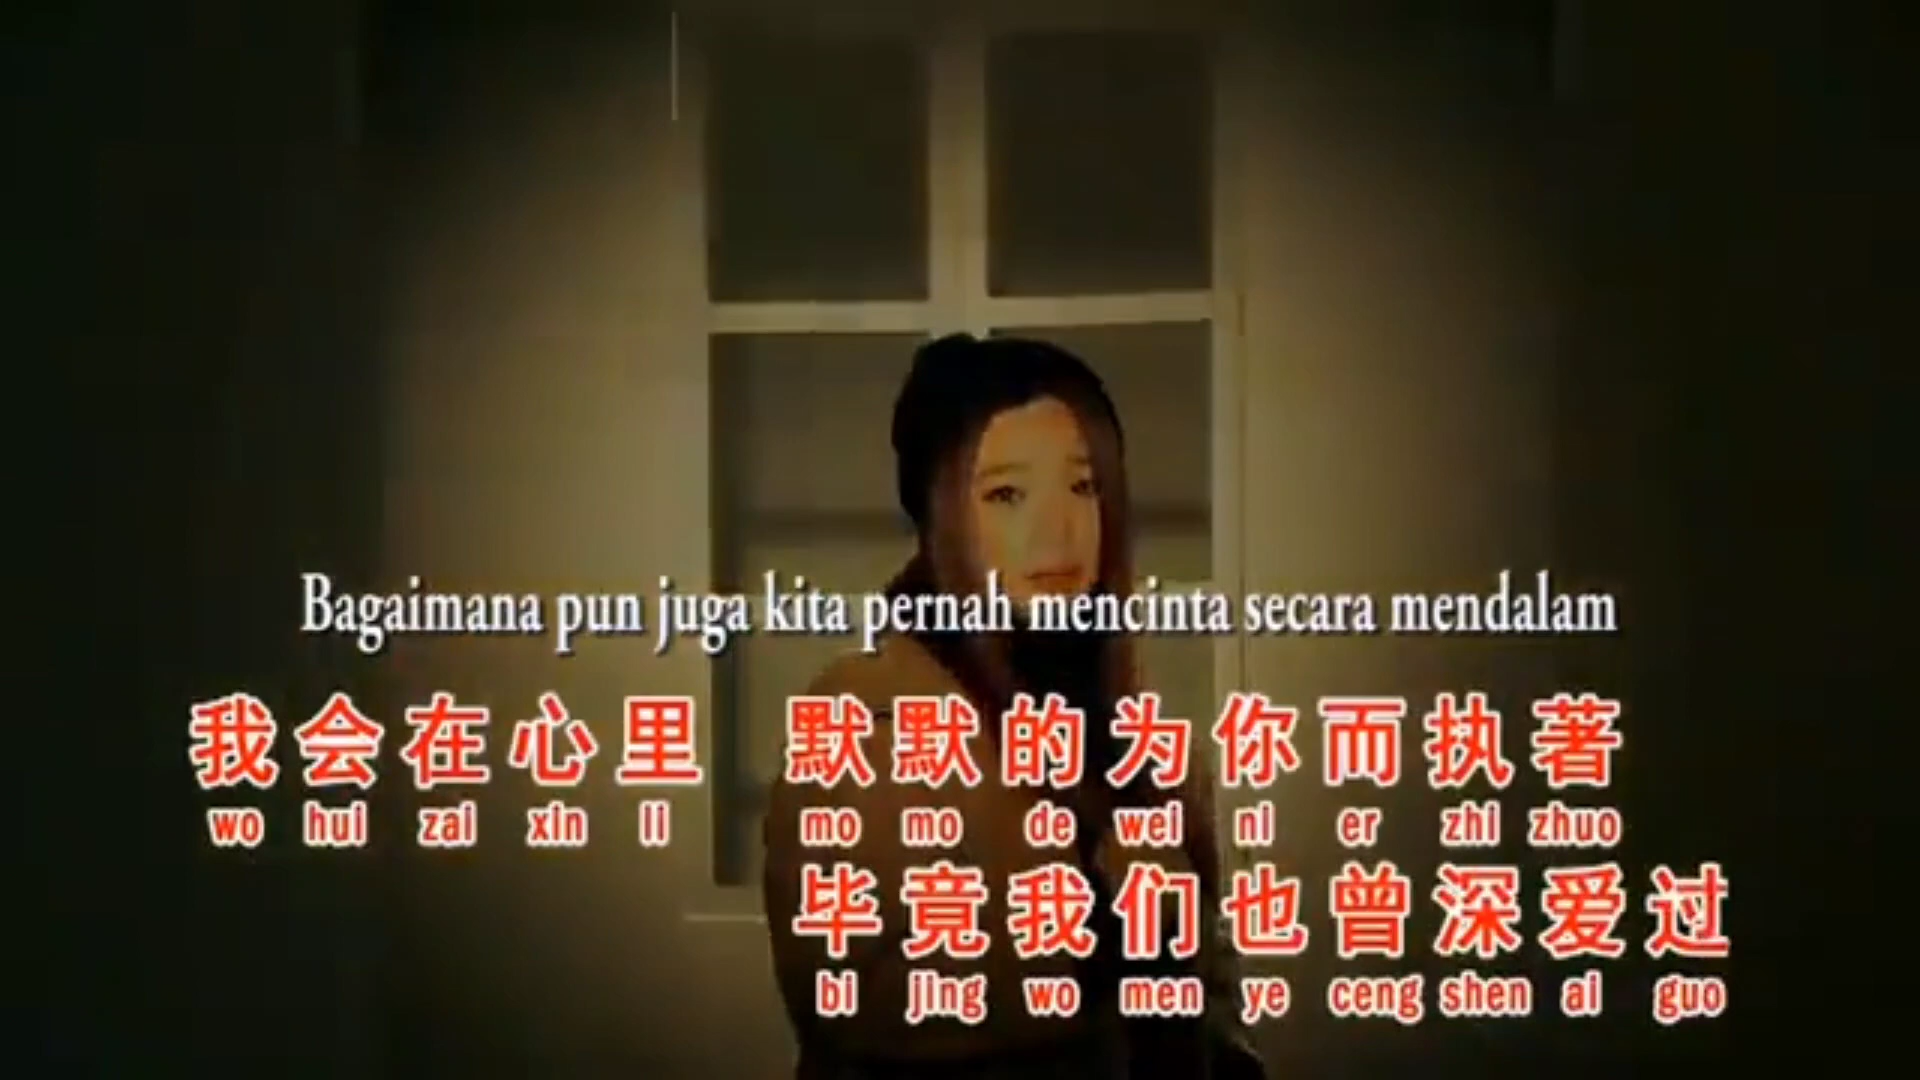 Bagaimana pun juga kita pernah mencinta secara mendalam
我会在心里 默默的为你而执著
wo hui zai xin li mo mo de wei ni er zhi zhuo
毕竟我们也曾深爱过
bi jing wo men ye ceng shen ai guo